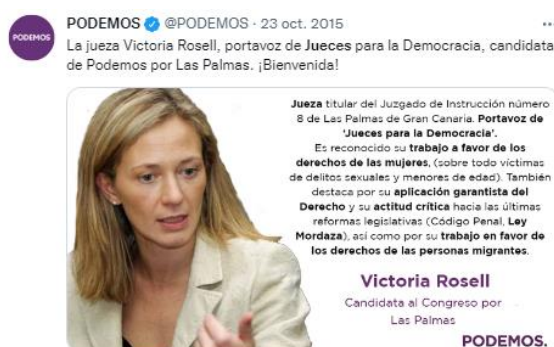 PODEMOS
PODEMOS @PODEMOS · 23 oct. 2015
La jueza Victoria Rosell, portavoz de Jueces para la Democracia, candidata
de Podemos por Las Palmas. ¡Bienvenida!
Jueza titular del Juzgado de Instrucción número
8 de Las Palmas de Gran Canaria. Portavoz de
'Jueces para la Democracia'.
Es reconocido su trabajo a favor de los
derechos de las mujeres, (sobre todo víctimas
de delitos sexuales y menores de edad). También
destaca por su aplicación garantista del
Derecho y su actitud crítica hacia las últimas
reformas legislativas (Código Penal, Ley
Mordaza), así como por su trabajo en favor de
los derechos de las personas migrantes.
Victoria Rosell
Candidata al Congreso por
Las Palmas
PODEMOS.